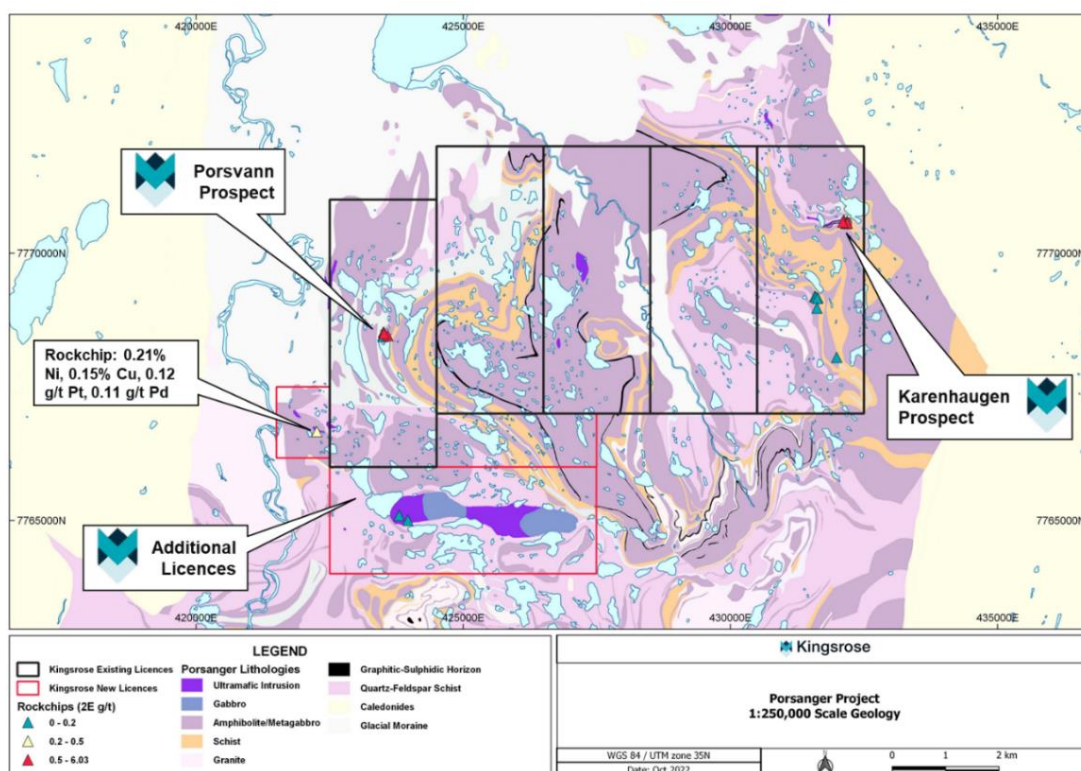 420000E 425000E 430000E 435000E
Porsvann
Prospect
7770000N 7770000N
Rockchip: 0.21%
Ni, 0.15% Cu, 0.12
g/t Pt, 0.11 g/t Pd
Karenhaugen
Prospect
7765000N 7765000N
Additional
Licences
420000E 425000E 430000E 435000E
LEGEND
Kingsrose Existing Licences
Kingsrose New Licences
Rockchips (2E g/t)
0 - 0.2
0.2 - 0.5
0.5 - 6.03
Porsanger Lithologies
Ultramafic Intrusion
Gabbro
Amphibolite/Metagabbro
Schist
Granite
Graphitic-Sulphidic Horizon
Quartz-Feldspar Schist
Caledonides
Glacial Moraine
Kingsrose
Porsanger Project
1:250,000 Scale Geology
WGS 84 / UTM zone 35N
Date: Oct 2022
0 1 2 km